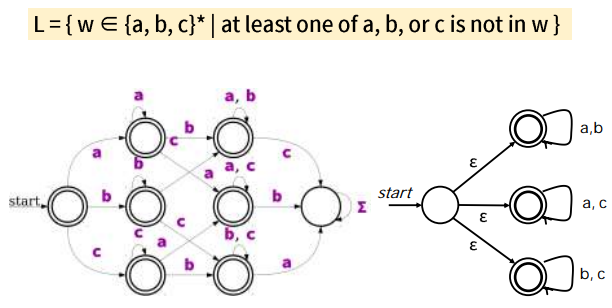 L = { w ∈ {a, b, c}* | at least one of a, b, or c is not in w }
a
a, b
b
c
a
b
c
a
a, c
start
b
b
Σ
c
c
a
b, c
c
b
a
start
ε
a,b
ε
a, c
ε
b, c